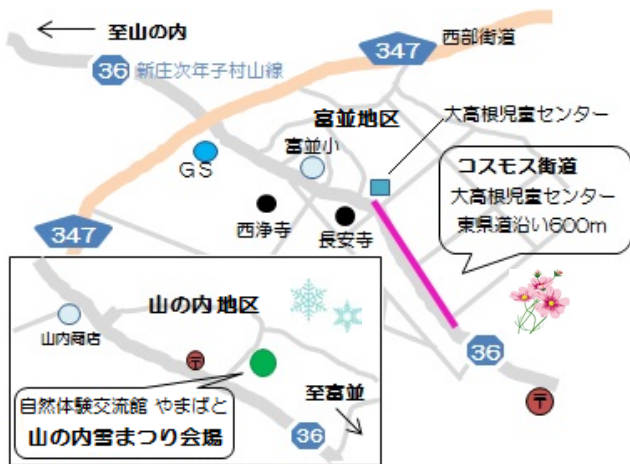 至山の内
347
西部街道
36
新庄次年子村山線
富並地区
大高根児童センター
富並小
GS
コスモス街道
大高根児童センター
東県道沿い600m
西浄寺
長安寺
347
山の内地区
山内商店
〒
36
〒
自然体験交流館 やまばと
山の内雪まつり会場
至富並
36